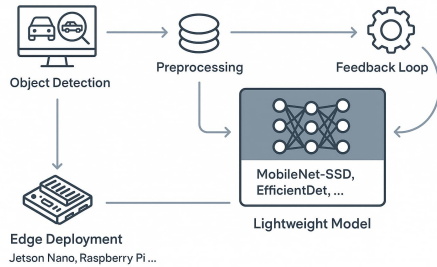 Object Detection
Preprocessing
Feedback Loop
MobileNet-SSD,
EfficientDet, ...
Lightweight Model
Edge Deployment
Jetson Nano, Raspberry Pi ...